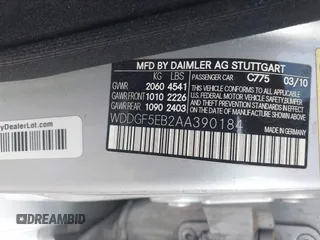 MFD BY DAIMLER AG STUTTGART
KG LBS PASSENGER CAR C775 03/10
GVWR 2060 4541
GAWR FRONT 1010 2226
GAWR REAR 1090 2403
THIS VEHICLE CONFORMS TO ALL
APPLICABLE U.S. FEDERAL MOTOR
VEHICLE SAFETY BUMPER
AND THEFT PREVENTION
STANDARDS IN EFFECT ON THE
DATE OF MANUFACTURE SHOWN
ABOVE
WDDGF5EB2AA390184
MADE IN GERMANY
yDealerLot.com
DREAMBID